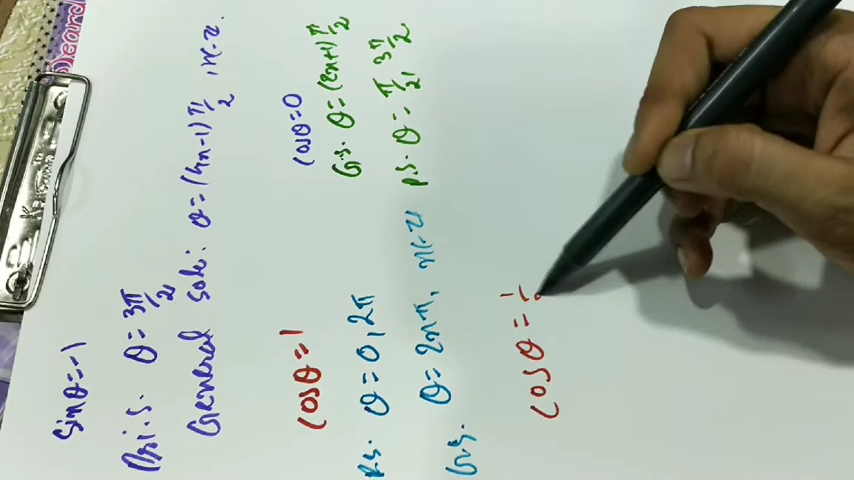 sinθ=-1
Pri.s. θ=3π/2
General soln: θ=(4n-1)π/2, n∈z.
cosθ=1
P.s. θ=0,2π
G.s. θ=2nπ, n∈z
cosθ=0
G.s. θ=(2n+1)π/2
P.S. θ=π/2, 3π/2
cosθ=1